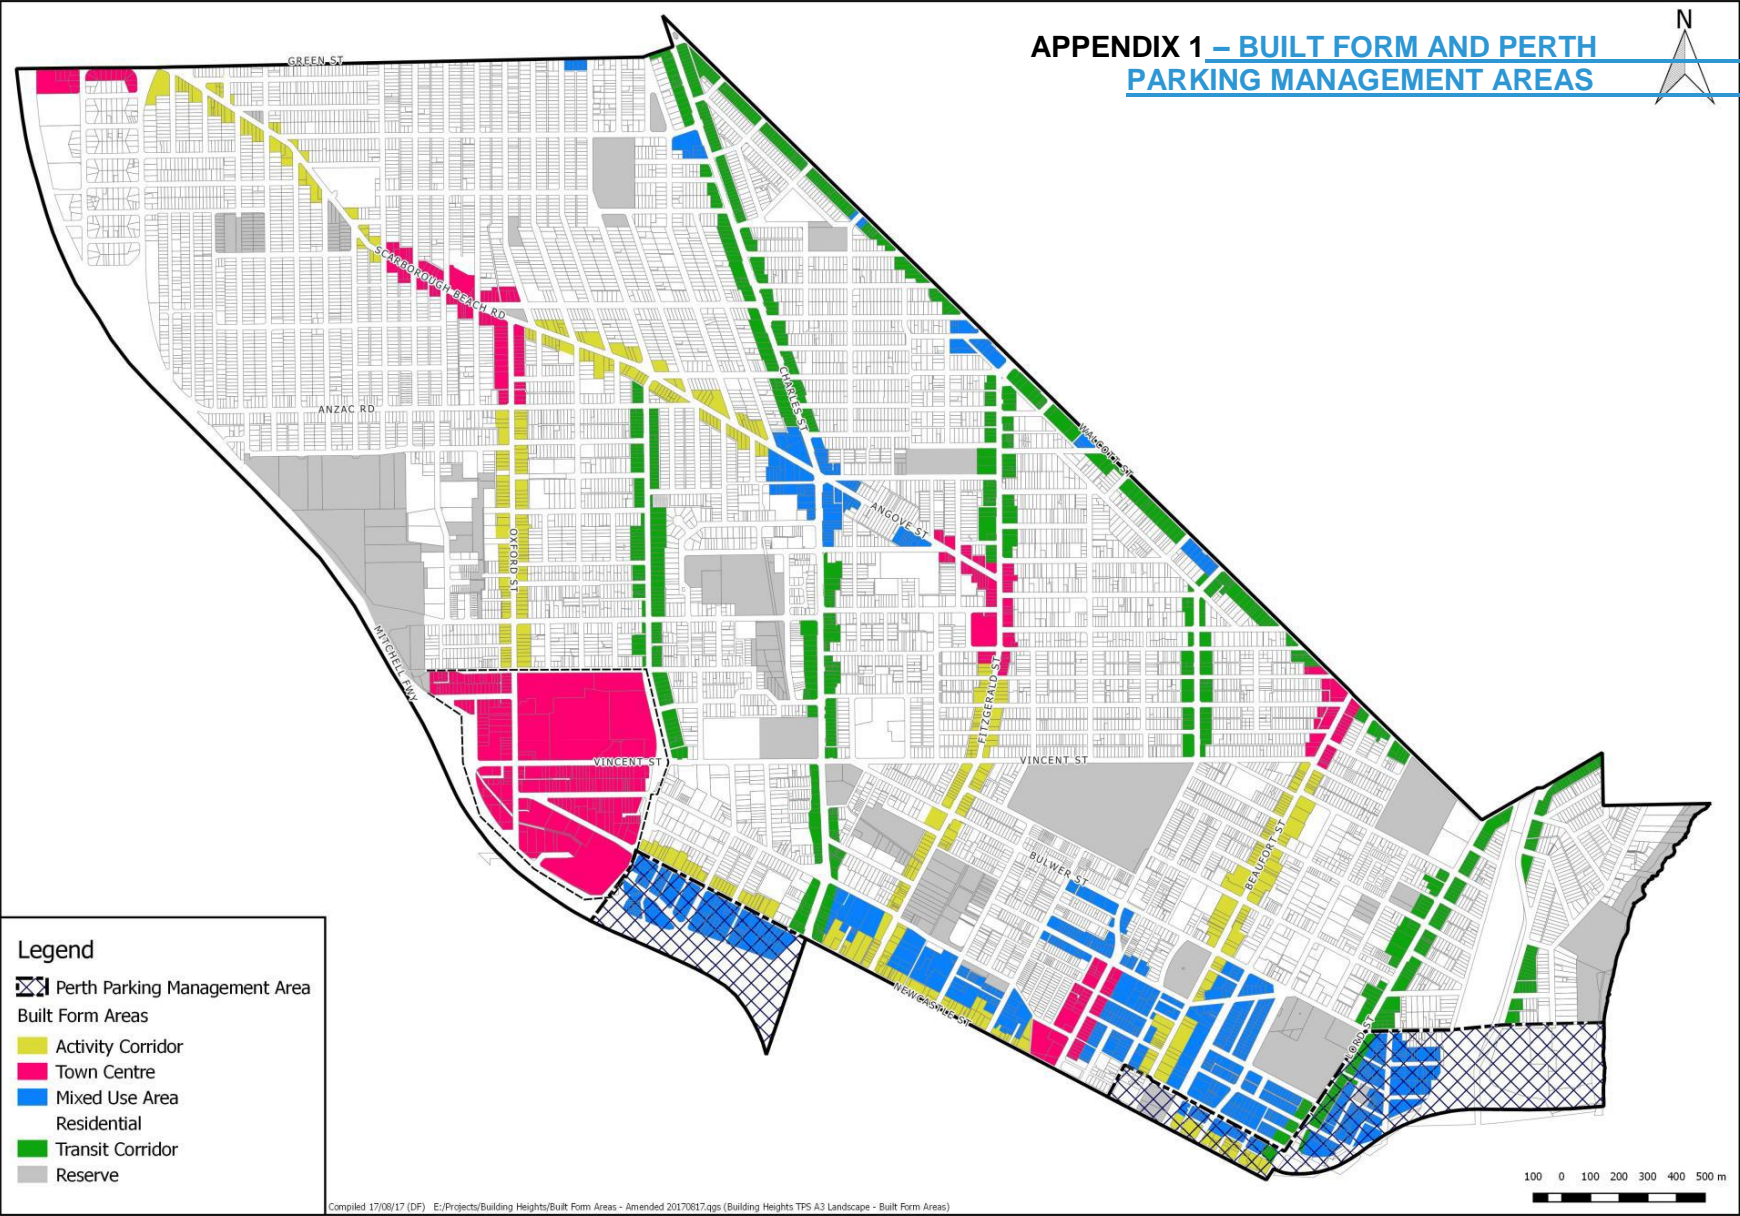 APPENDIX 1 – BUILT FORM AND PERTH
PARKING MANAGEMENT AREAS
N
GREEN ST
SCARBOROUGH BEACH RD
CHARLES ST
ANZAC RD
WALCOTT ST
ANGOVE ST
OXFORD ST
MITCHELL FWY
FITZGERALD ST
VINCENT ST
VINCENT ST
BULWER ST
BEAUFORT ST
NEWCASTLE ST
LORD ST
Legend
Perth Parking Management Area
Built Form Areas
Activity Corridor
Town Centre
Mixed Use Area
Residential
Transit Corridor
Reserve
100 0 100 200 300 400 500 m
Compiled 17/08/17 (DF) E:/Projects/Building Heights/Built Form Areas - Amended 20170817.qgs (Building Heights TPS A3 Landscape - Built Form Areas)